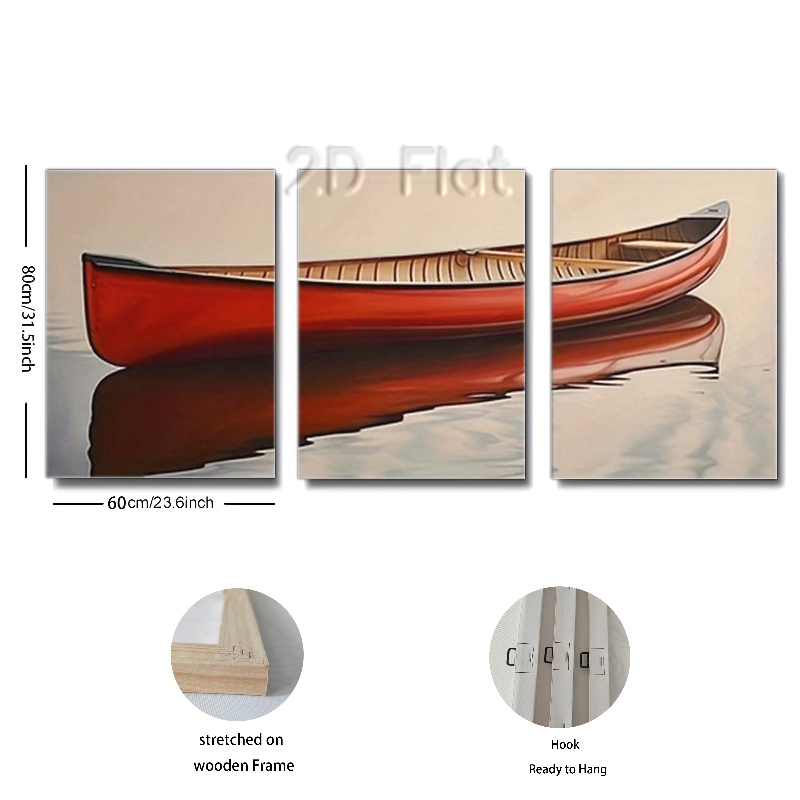 2D Flat
80cm/31.5inch
60cm/23.6inch
stretched on
wooden Frame
Hook
Ready to Hang